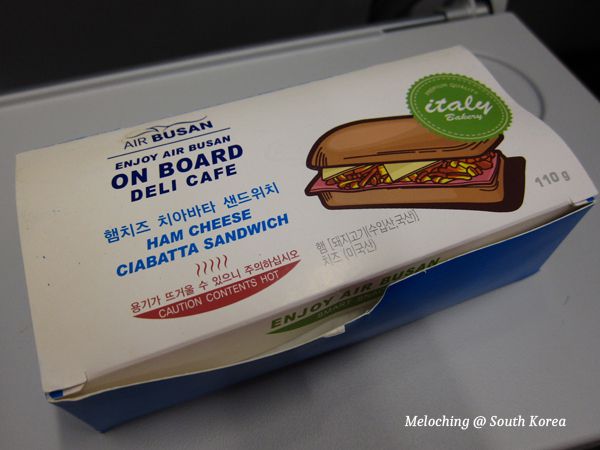 AIR BUSAN
ENJOY AIR BUSAN
ON BOARD
DELI CAFE
햄치즈 치아바타 샌드위치
HAM CHEESE
CIABATTA SANDWICH
용기가 뜨거울 수 있으니 주의하십시오
CAUTION CONTENTS HOT
PREMIUM QUALITY
italy
Bakery
110 g
햄 [돼지고기(수입산,국산)]
치즈 (미국산)
ENJOY AIR BUSAN
SMART
Meloching @ South Korea